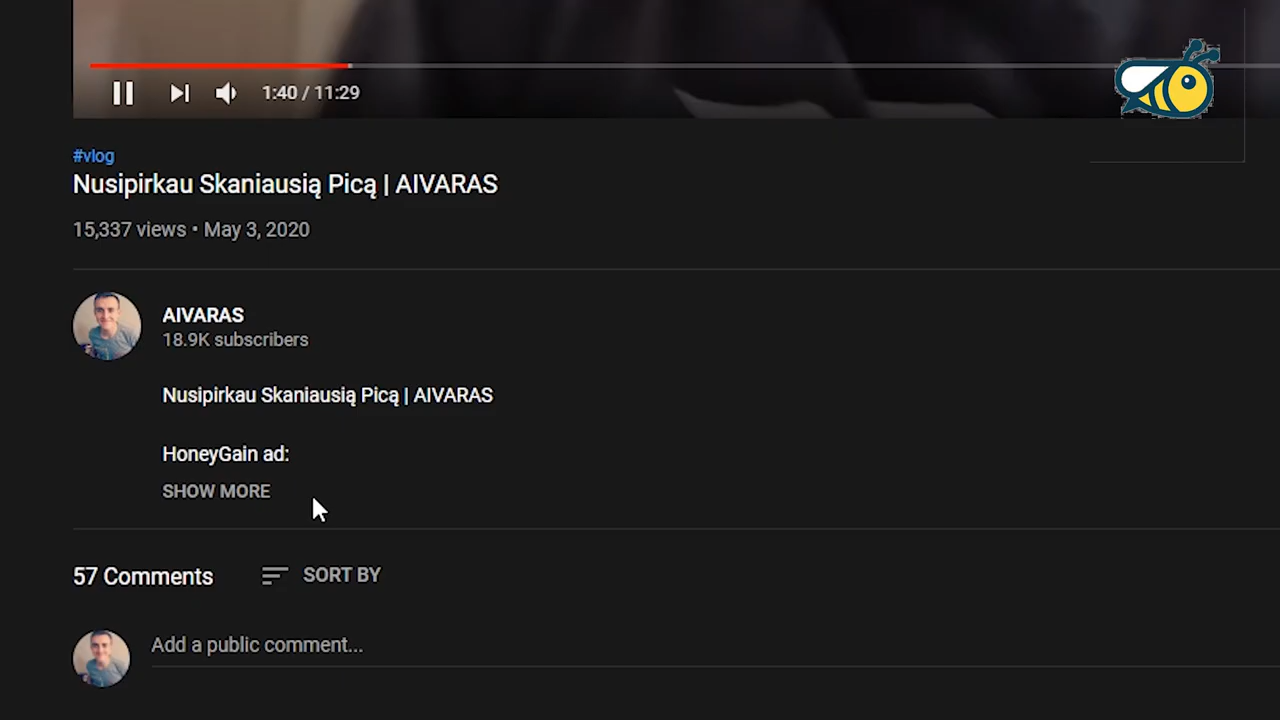 1:40 / 11:29
#vlog
Nusipirkau Skaniausią Picą | AIVARAS
15,337 views • May 3, 2020
AIVARAS
18.9K subscribers
Nusipirkau Skaniausią Picą | AIVARAS
HoneyGain ad:
SHOW MORE
57 Comments SORT BY
Add a public comment...